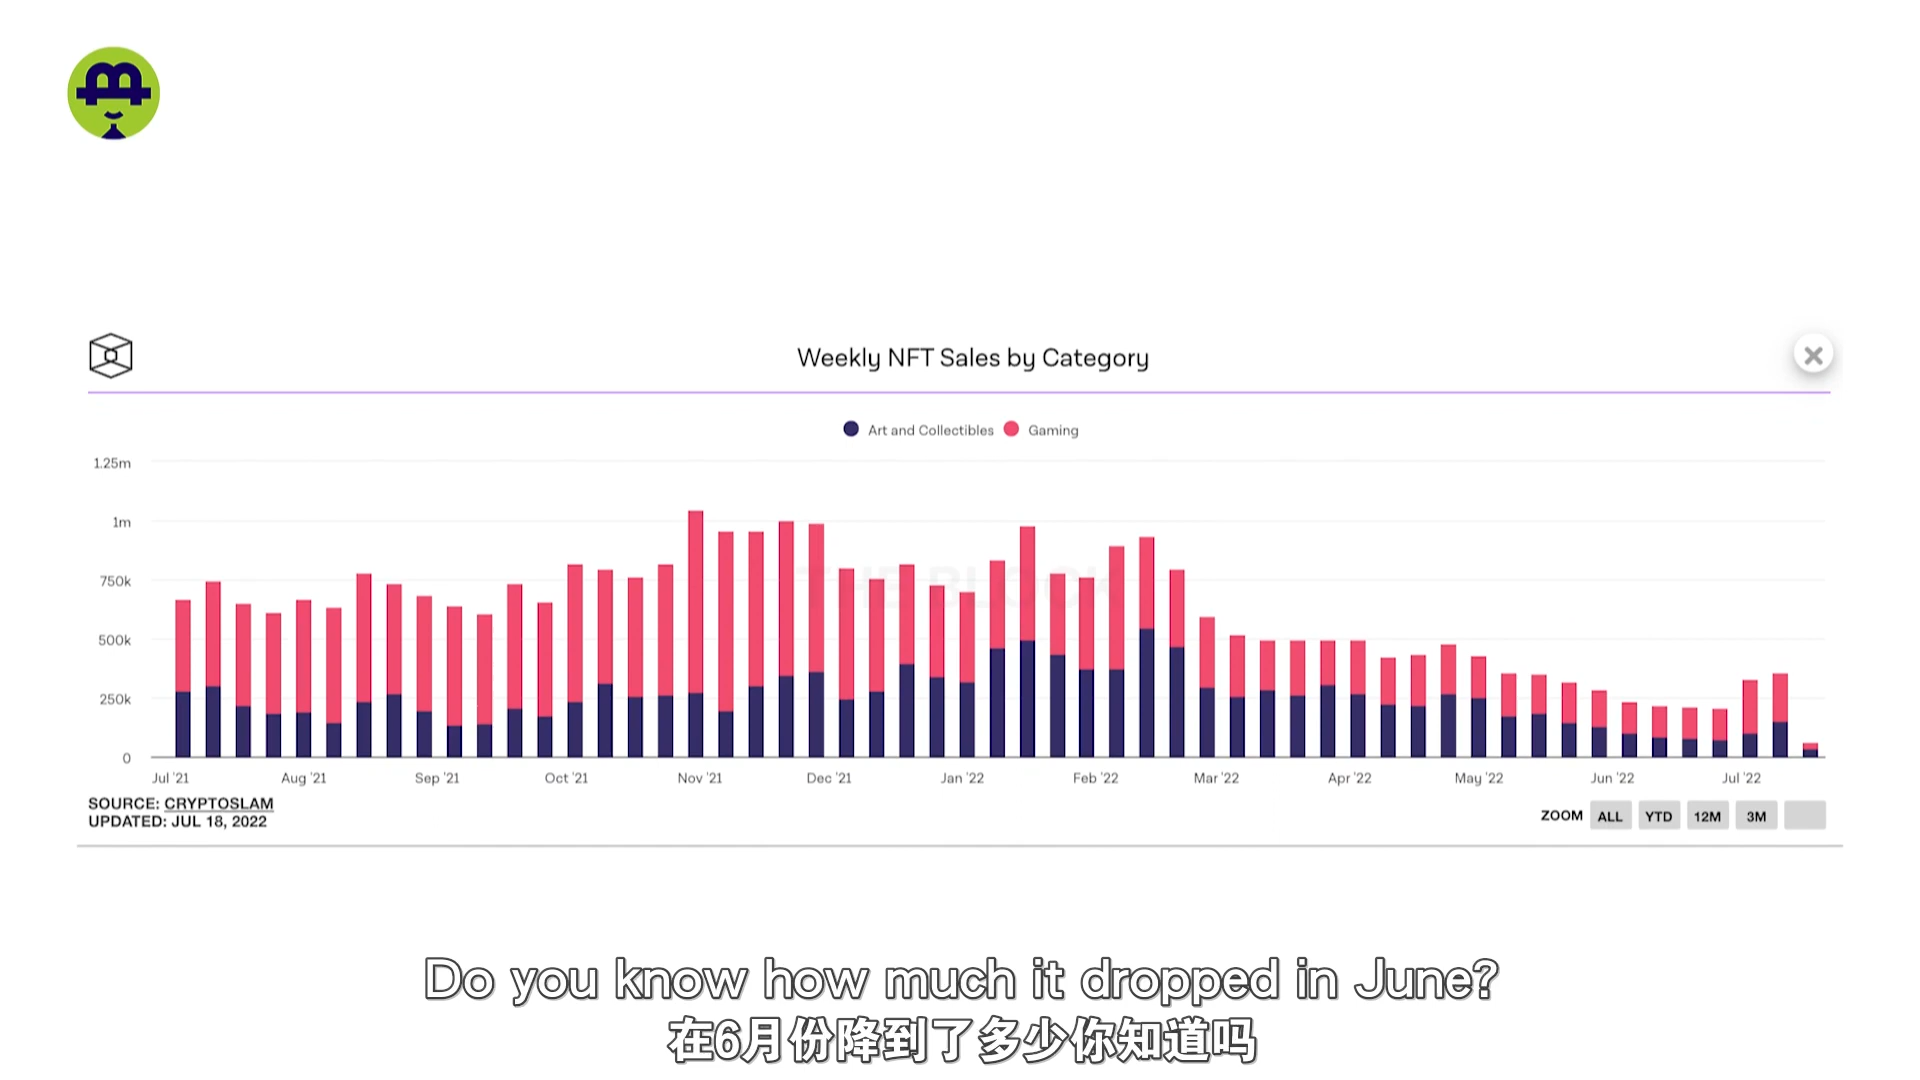 Weekly NFT Sales by Category
Art and Collectibles Gaming
1.25m
1m
750k
500k
250k
0
THE BLOCK
Jul '21 Aug '21 Sep '21 Oct '21 Nov '21 Dec '21 Jan '22 Feb '22 Mar '22 Apr '22 May '22 Jun '22 Jul '22
SOURCE: CRYPTOSLAM
UPDATED: JUL 18, 2022
ZOOM ALL YTD 12M 3M
Do you know how much it dropped in June?
在6月份降到了多少你知道吗